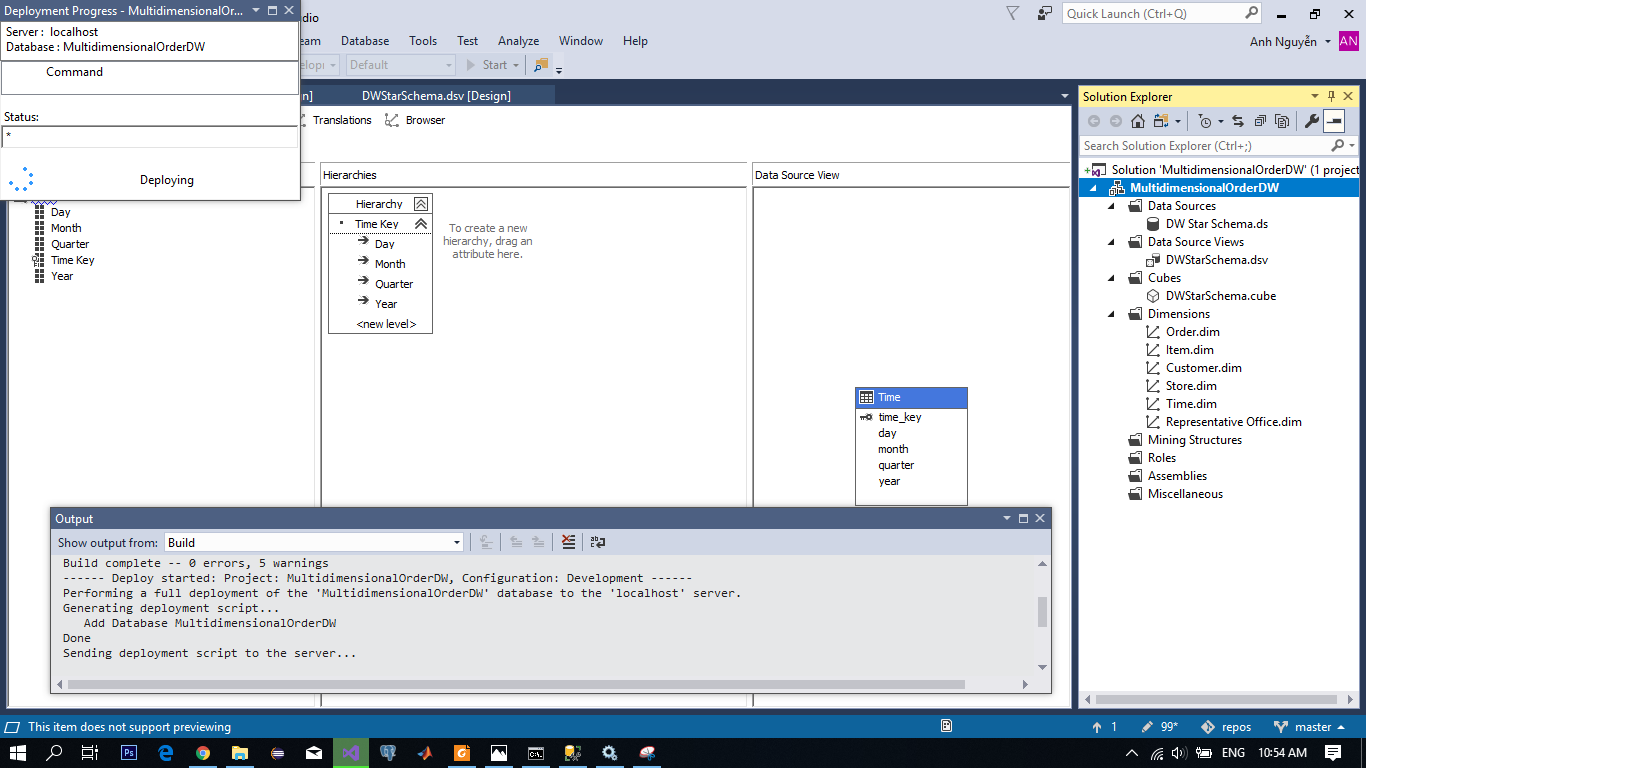 Deployment Progress - MultidimensionalOr...
Server : localhost
Database : MultidimensionalOrderDW
Command
Status:
*
Deploying
Quick Launch (Ctrl+Q)
Database Tools Test Analyze Window Help
Anh Nguyễn AN
Default Start
DWStarSchema.dsv [Design]
Translations Browser
Day
Month
Quarter
Time Key
Year
Hierarchies
Hierarchy
Time Key
Day
Month
Quarter
Year
<new level>
To create a new
hierarchy, drag an
attribute here.
Data Source View
Time
time_key
day
month
quarter
year
Solution Explorer
Search Solution Explorer (Ctrl+;)
Solution 'MultidimensionalOrderDW' (1 project
MultidimensionalOrderDW
Data Sources
DW Star Schema.ds
Data Source Views
DWStarSchema.dsv
Cubes
DWStarSchema.cube
Dimensions
Order.dim
Item.dim
Customer.dim
Store.dim
Time.dim
Representative Office.dim
Mining Structures
Roles
Assemblies
Miscellaneous
Output
Show output from: Build
Build complete -- 0 errors, 5 warnings
------ Deploy started: Project: MultidimensionalOrderDW, Configuration: Development ------
Performing a full deployment of the 'MultidimensionalOrderDW' database to the 'localhost' server.
Generating deployment script...
Add Database MultidimensionalOrderDW
Done
Sending deployment script to the server...
This item does not support previewing
1 99* repos master
Ps
ENG 10:54 AM